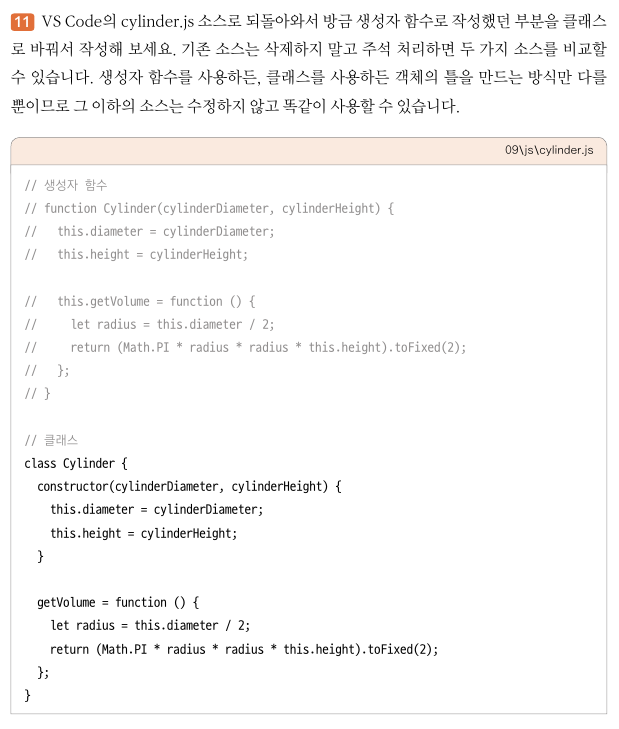 11 VS Code의 cylinder.js 소스로 되돌아와서 방금 생성자 함수로 작성했던 부분을 클래스
로 바꿔서 작성해 보세요. 기존 소스는 삭제하지 말고 주석 처리하면 두 가지 소스를 비교할
수 있습니다. 생성자 함수를 사용하든, 클래스를 사용하든 객체의 틀을 만드는 방식만 다를
뿐이므로 그 이하의 소스는 수정하지 않고 똑같이 사용할 수 있습니다.
09\js\cylinder.js
// 생성자 함수
// function Cylinder(cylinderDiameter, cylinderHeight) {
//   this.diameter = cylinderDiameter;
//   this.height = cylinderHeight;

//   this.getVolume = function () {
//     let radius = this.diameter / 2;
//     return (Math.PI * radius * radius * this.height).toFixed(2);
//   };
// }

// 클래스
class Cylinder {
  constructor(cylinderDiameter, cylinderHeight) {
    this.diameter = cylinderDiameter;
    this.height = cylinderHeight;
  }

  getVolume = function () {
    let radius = this.diameter / 2;
    return (Math.PI * radius * radius * this.height).toFixed(2);
  };
}